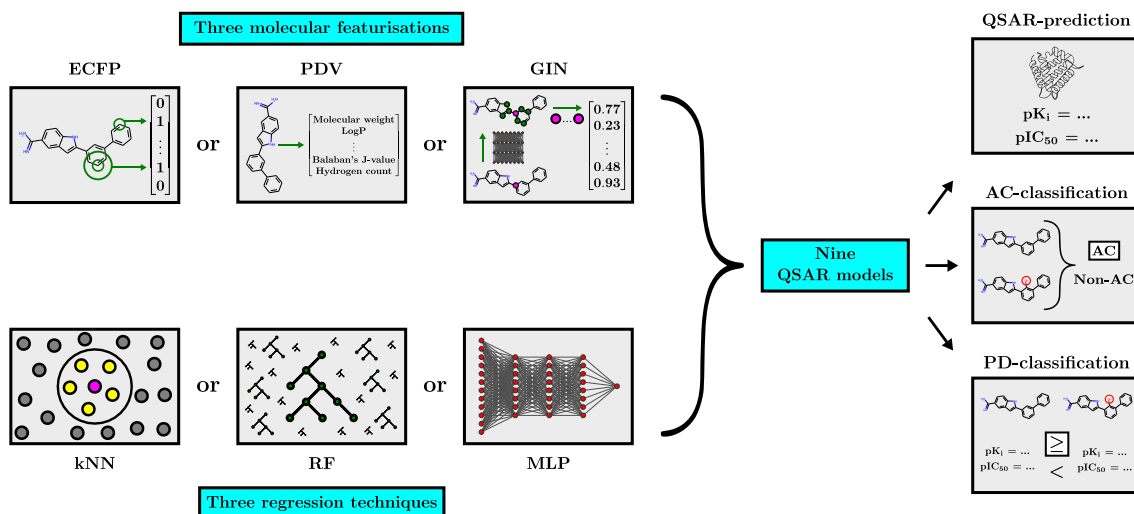 Three molecular featurisations
ECFP
PDV
GIN
0
1
1
0
or
Molecular weight
LogP
Balaban's J-value
Hydrogen count
or
0.77
0.23
0.48
0.93
kNN
or
RF
or
MLP
Three regression techniques
Nine
QSAR models
QSAR-prediction
pKi = ...
pIC50 = ...
AC-classification
AC
Non-AC
PD-classification
pKi = ... ≥ pKi = ...
pIC50 = ... < pIC50 = ...